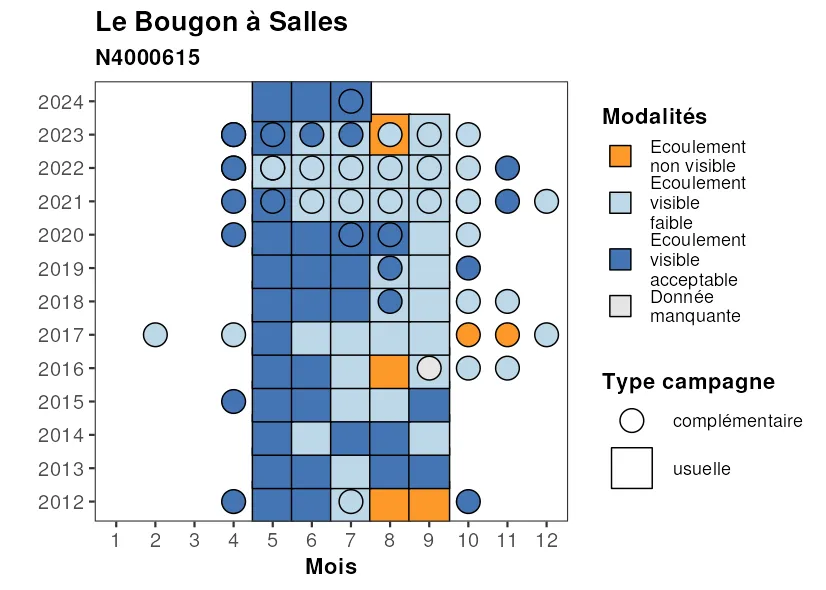 Le Bougon à Salles
N4000615
2024
2023
2022
2021
2020
2019
2018
2017
2016
2015
2014
2013
2012
1 2 3 4 5 6 7 8 9 10 11 12
Mois
Modalités
Ecoulement
non visible
Ecoulement
visible
faible
Ecoulement
visible
acceptable
Donnée
manquante
Type campagne
complémentaire
usuelle